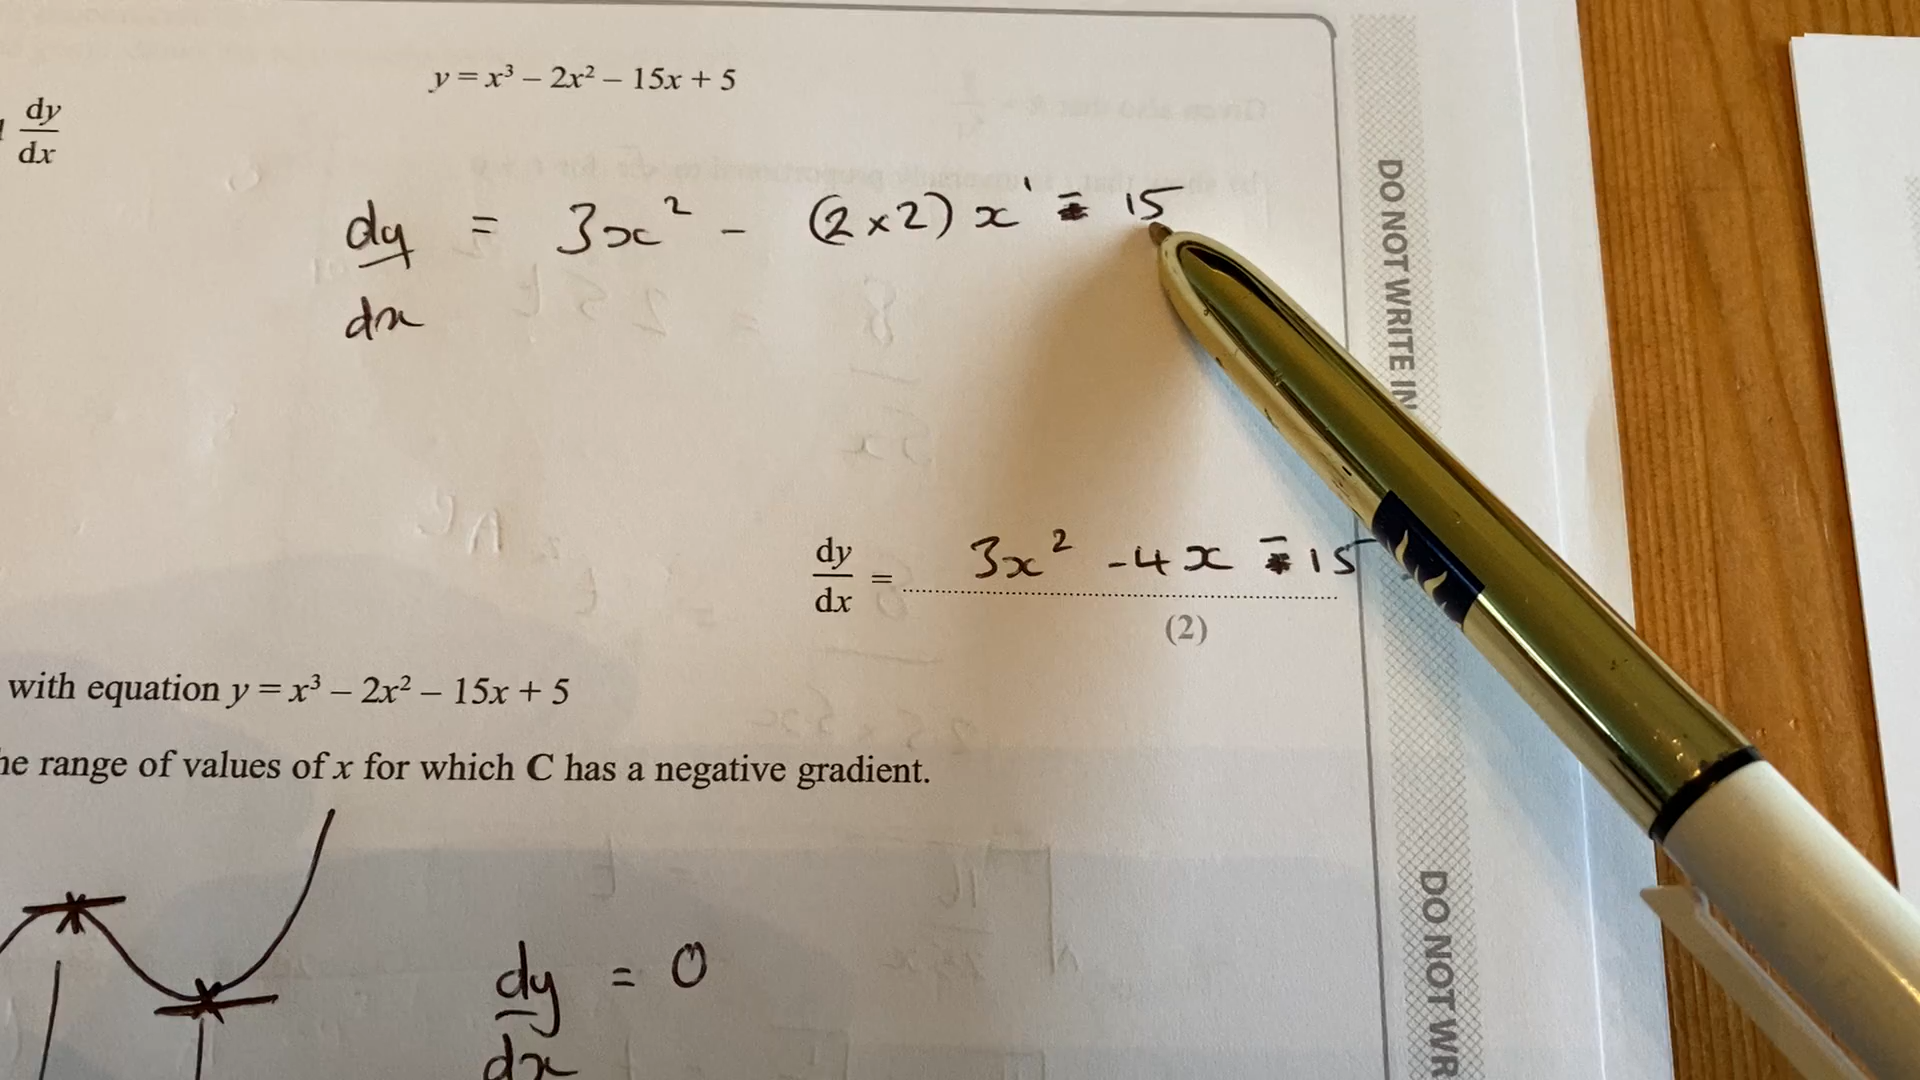 y = x³ – 2x² – 15x + 5
dy
dx
dy = 3x² - (2×2) x¹ - 15
dx
dy = 3x² - 4x - 15
dx
(2)
with equation y = x³ – 2x² – 15x + 5
he range of values of x for which C has a negative gradient.
dy = 0
dx
DO NOT WRITE IN
DO NOT WR